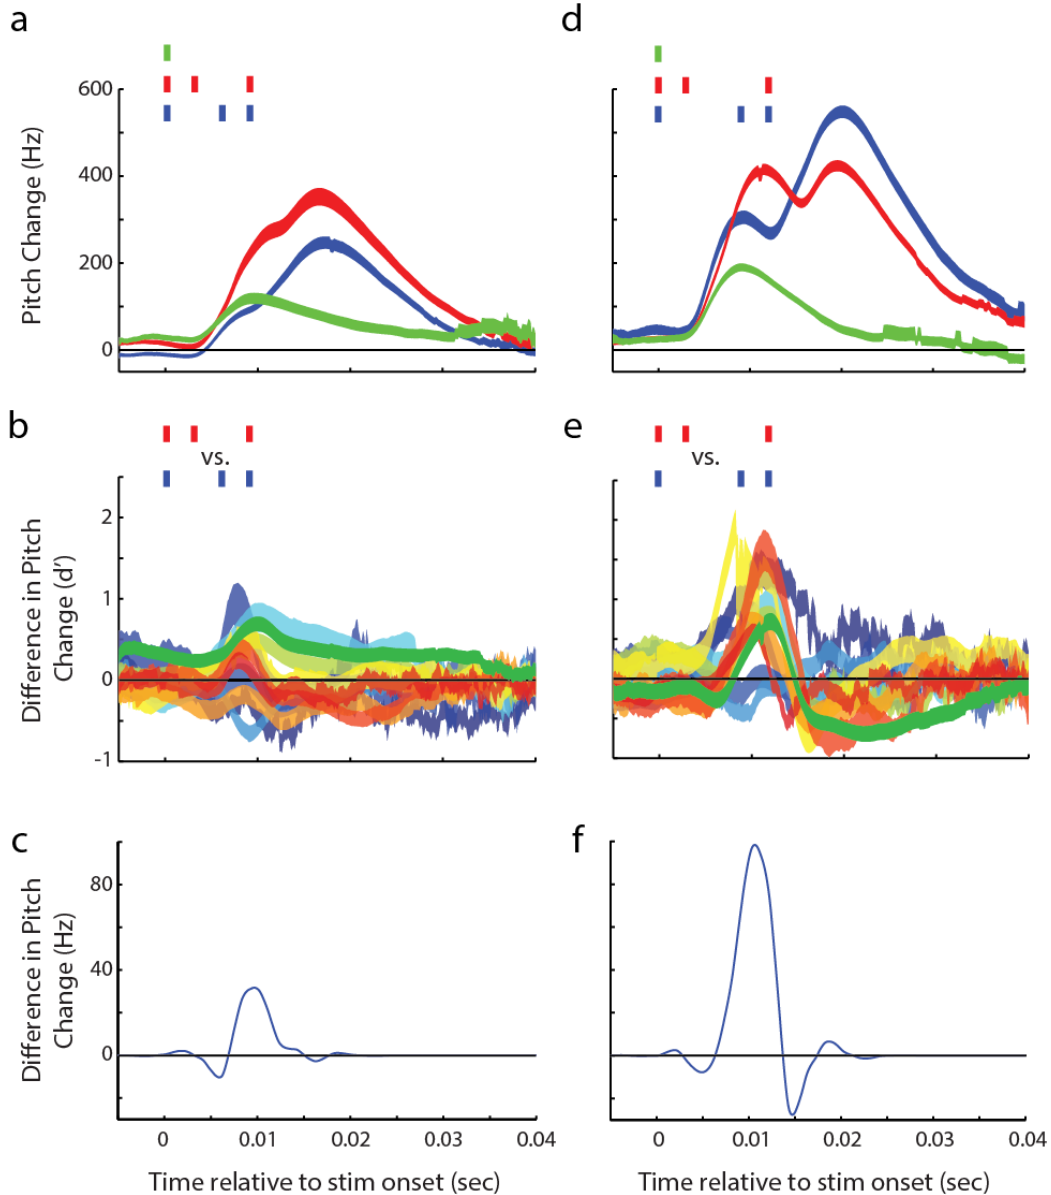 a
d
600
400
200
0
Pitch Change (Hz)
b
e
vs.
vs.
2
1
0
-1
Difference in Pitch
Change (d')
c
f
80
40
0
Difference in Pitch
Change (Hz)
0 0.01 0.02 0.03 0.04
0 0.01 0.02 0.03 0.04
Time relative to stim onset (sec)
Time relative to stim onset (sec)